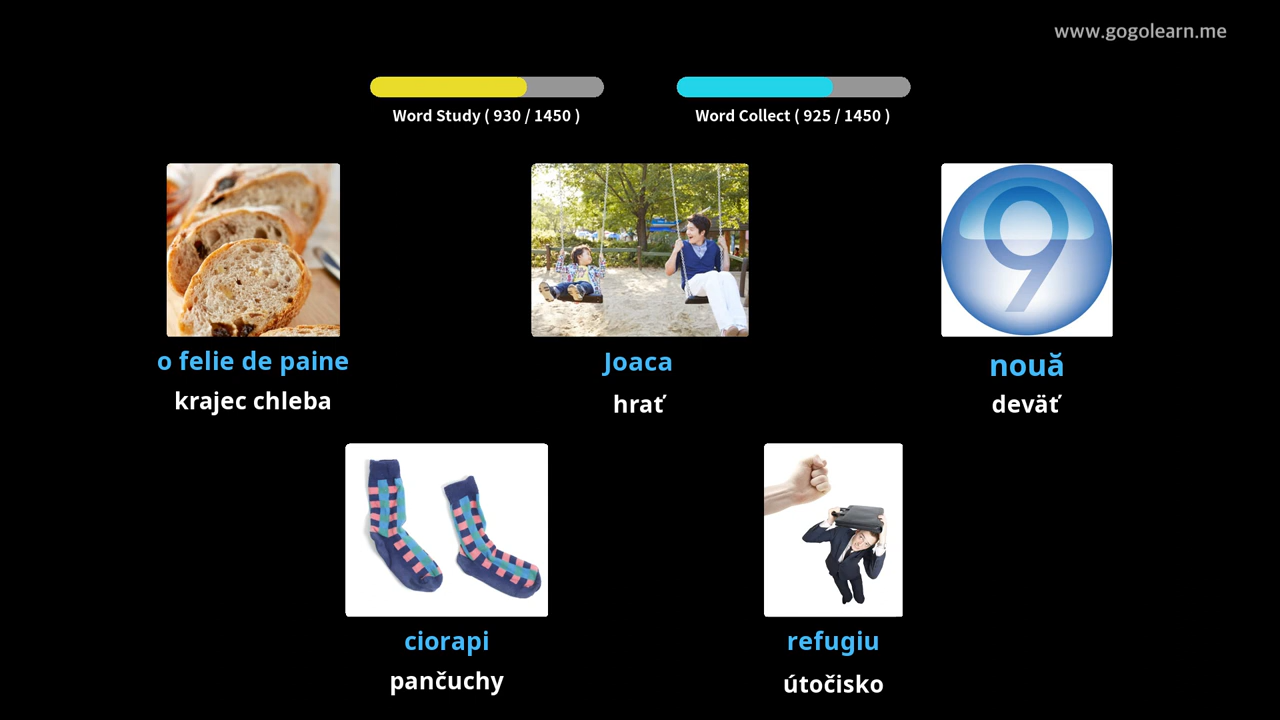 www.gogolearn.me
Word Study ( 930 / 1450 )
Word Collect ( 925 / 1450 )
9
o felie de paine
krajec chleba
Joaca
hrať
nouă
deväť
ciorapi
pančuchy
refugiu
útočisko